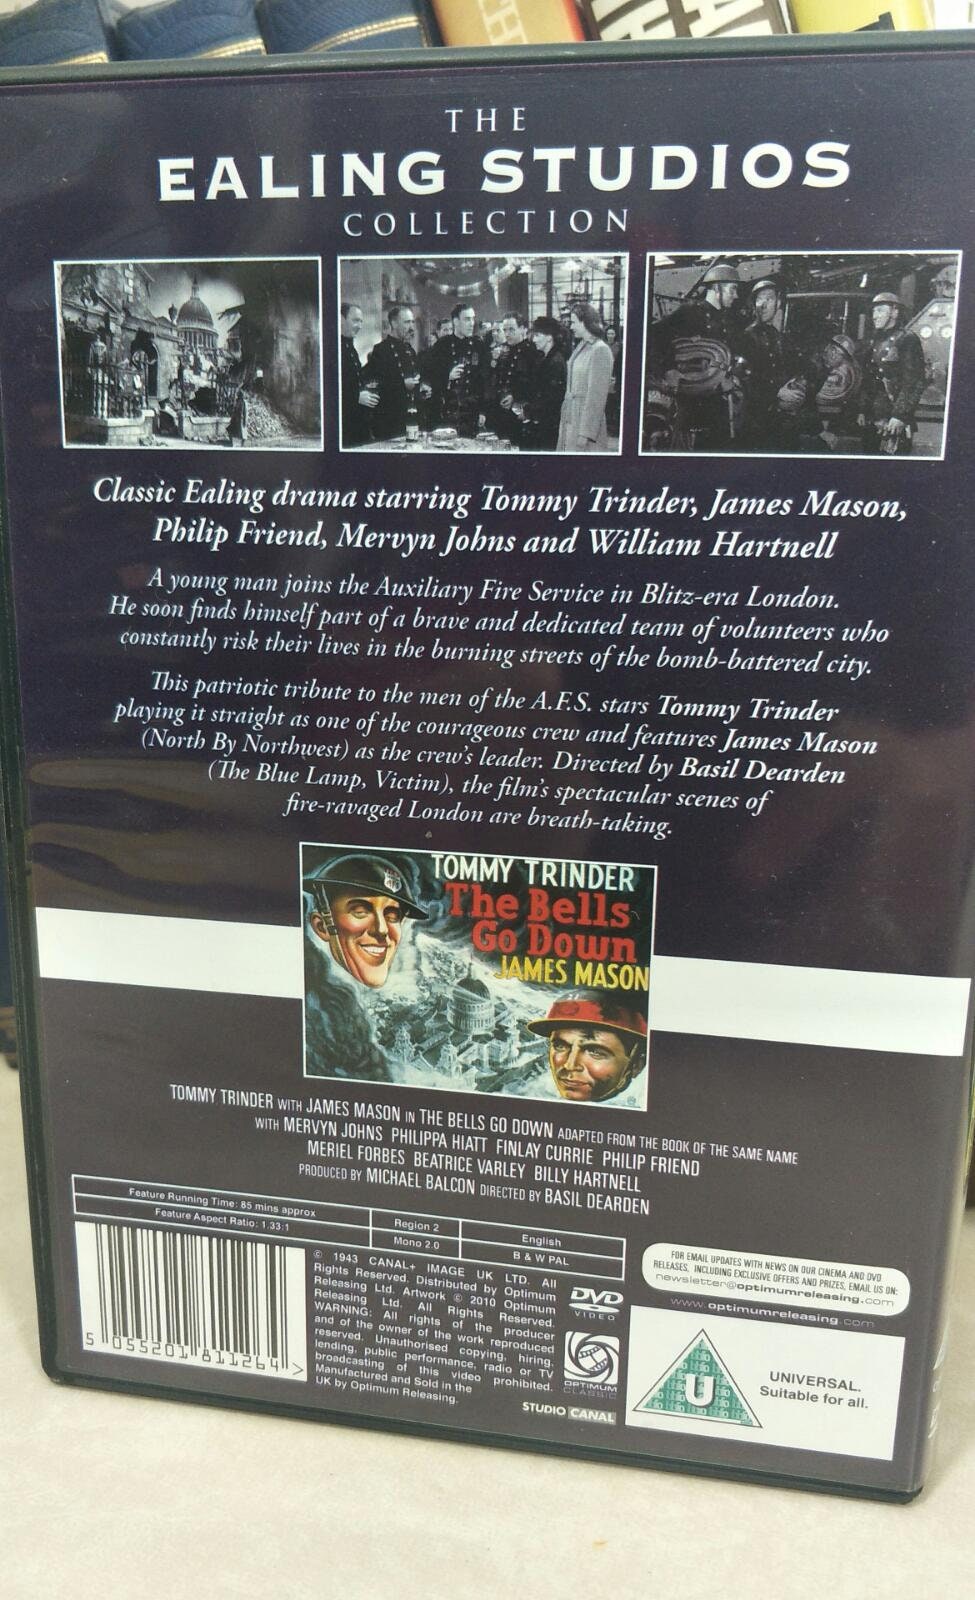 THE
EALING STUDIOS
COLLECTION
Classic Ealing drama starring Tommy Trinder, James Mason,
Philip Friend, Mervyn Johns and William Hartnell
A young man joins the Auxiliary Fire Service in Blitz-era London.
He soon finds himself part of a brave and dedicated team of volunteers who
constantly risk their lives in the burning streets of the bomb-battered city.
This patriotic tribute to the men of the A.F.S. stars Tommy Trinder
playing it straight as one of the courageous crew and features James Mason
(North By Northwest) as the crew's leader. Directed by Basil Dearden
(The Blue Lamp, Victim), the film's spectacular scenes of
fire-ravaged London are breath-taking.
TOMMY TRINDER
The Bells
Go Down
JAMES MASON
TOMMY TRINDER WITH JAMES MASON IN THE BELLS GO DOWN ADAPTED FROM THE BOOK OF THE SAME NAME
WITH MERVYN JOHNS PHILIPPA HIATT FINLAY CURRIE PHILIP FRIEND
MERIEL FORBES BEATRICE VARLEY BILLY HARTNELL
PRODUCED BY MICHAEL BALCON DIRECTED BY BASIL DEARDEN
Feature Running Time: 85 mins approx
Region 2
English
Feature Aspect Ratio: 1.33:1
Mono 2.0
B & W PAL
5 055201 811264 >
© 1943 CANAL+ IMAGE UK LTD. All
Rights Reserved. Distributed by Optimum
Releasing Ltd. Artwork © 2010 Optimum
Releasing Ltd. All Rights Reserved.
WARNING: All rights of the producer
and of the owner of the work reproduced
reserved. Unauthorised copying, hiring,
lending, public performance, radio or TV
broadcasting of this video prohibited.
Manufactured and Sold in the
UK by Optimum Releasing.
DVD
VIDEO
OPTIMUM
CLASSIC
STUDIO CANAL
FOR EMAIL UPDATES WITH NEWS ON OUR CINEMA AND DVD
RELEASES, INCLUDING EXCLUSIVE OFFERS AND PRIZES, EMAIL US ON:
newsletter@optimumreleasing.com
www.optimumreleasing.com
U
UNIVERSAL.
Suitable for all.